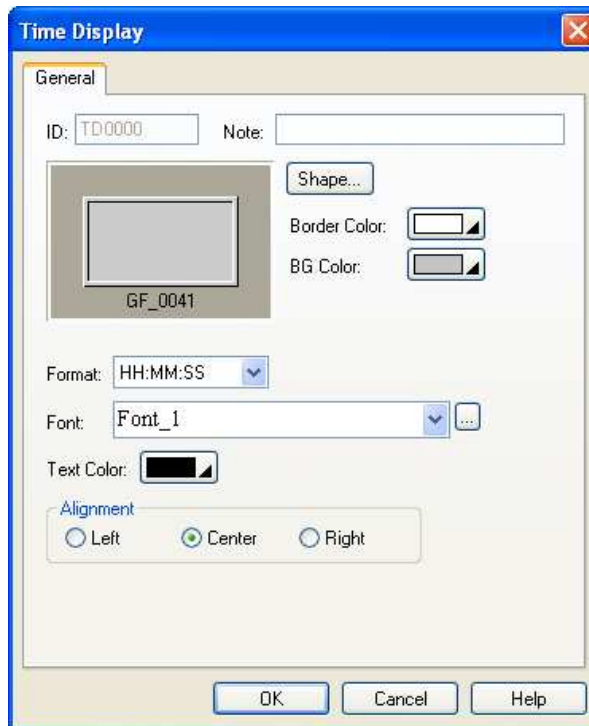 Time Display
General
ID: TD0000 Note:
Shape...
Border Color:
BG Color:
GF_0041
Format: HH:MM:SS
Font: Font_1 ...
Text Color:
Alignment
Left Center Right
OK Cancel Help